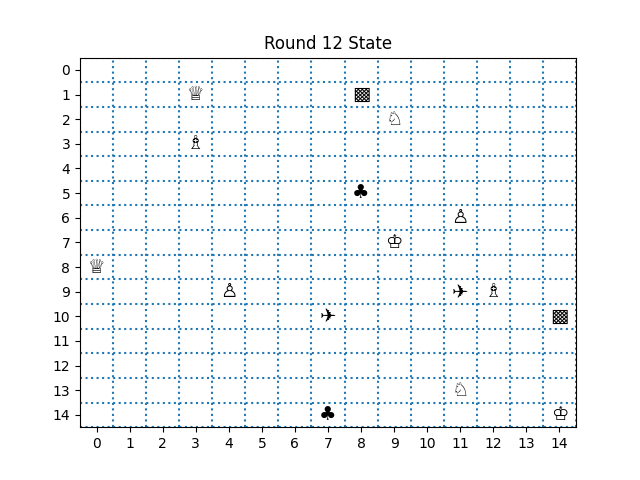 Round 12 State
0
1 ♕ ▩
2 ♘
3 ♗
4
5 ♣
6 ♙
7 ♔
8 ♕
9 ♙ ✈ ♗
10 ✈ ▩
11
12
13 ♘
14 ♣ ♔
0 1 2 3 4 5 6 7 8 9 10 11 12 13 14